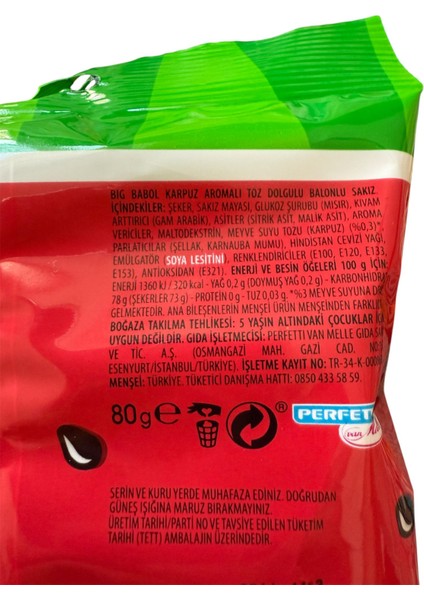 BİG BABOL KARPUZ AROMALI TOZ DOLGULU BALONLU SAKIZ.
İÇİNDEKİLER: ŞEKER, SAKIZ MAYASI, GLUKOZ ŞURUBU (MISIR), KIVAM
ARTTIRICI (GAM ARABİK), ASİTLER (SİTRİK ASİT, MALİK ASİT), AROMA
VERİCİLER, MALTODEKSTRİN, MEYVE SUYU TOZU (KARPUZ) (%0,3)*,
PARLATICILAR (ŞELLAK, KARNAUBA MUMU), HİNDİSTAN CEVİZİ YAĞI,
EMÜLGATÖR (SOYA LESİTİNİ), RENKLENDİRİCİLER (E100, E120, E133,
E153), ANTİOKSİDAN (E321). ENERJİ VE BESİN ÖĞELERİ 100 g İÇİN:
ENERJİ 1360 kJ / 320 kcal - YAĞ 0,2 g (DOYMUŞ YAĞ 0,2 g) - KARBONHİDRA
78 g (ŞEKERLER 73 g) - PROTEİN 0 g - TUZ 0,03 g. *%3 MEYVE SUYUNA D
GELMEKTEDİR. ANA BİLEŞENLERİN MENŞEİ ÜRÜN MENŞEİNDEN FARKLI
BOĞAZA TAKILMA TEHLİKESİ: 5 YAŞIN ALTINDAKİ ÇOCUKLAR İÇİ
UYGUN DEĞİLDİR. GIDA İŞLETMECİSİ: PERFETTI VAN MELLE GIDA SA
VE TİC. A.Ş. (OSMANGAZİ MAH. GAZİ CAD. NO:
ESENYURT/İSTANBUL/TÜRKİYE). İŞLETME KAYIT NO: TR-34-K-000
MENŞEİ: TÜRKİYE. TÜKETİCİ DANIŞMA HATTI: 0850 433 58 59.
80 g e
® PERFET
SERİN VE KURU YERDE MUHAFAZA EDİNİZ. DOĞRUDAN
GÜNEŞ IŞIĞINA MARUZ BIRAKMAYINIZ.
ÜRETİM TARİHİ/PARTİ NO VE TAVSİYE EDİLEN TÜKETİM
TARİHİ (TETT) AMBALAJIN ÜZERİNDEDİR.